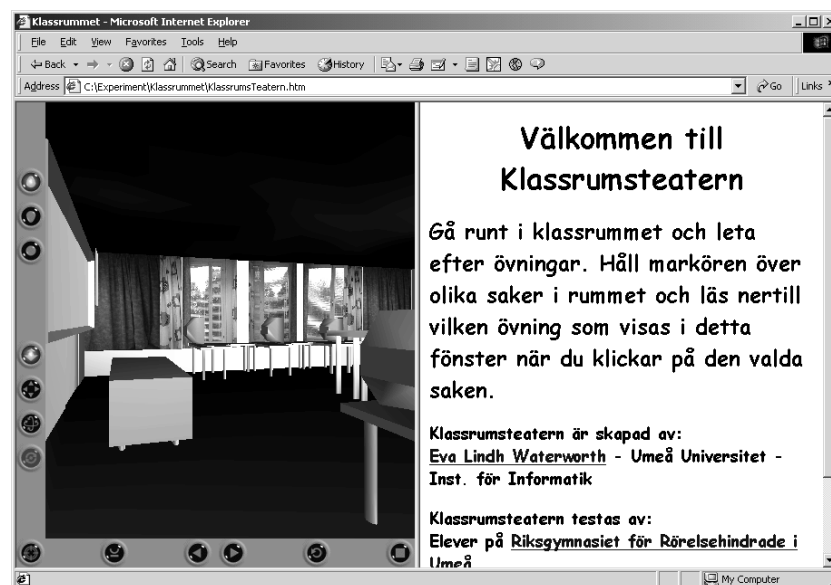 Klassrummet - Microsoft Internet Explorer
File Edit View Favorites Tools Help
Back Search Favorites History
Address C:\Experiment\Klassrummet\KlassrumsTeatern.htm Go Links
Välkommen till
Klassrumsteatern
Gå runt i klassrummet och leta
efter övningar. Håll markören över
olika saker i rummet och läs nertill
vilken övning som visas i detta
fönster när du klickar på den valda
saken.
Klassrumsteatern är skapad av:
Eva Lindh Waterworth - Umeå Universitet -
Inst. för Informatik
Klassrumsteatern testas av:
Elever på Riksgymnasiet för Rörelsehindrade i
Umeå
My Computer